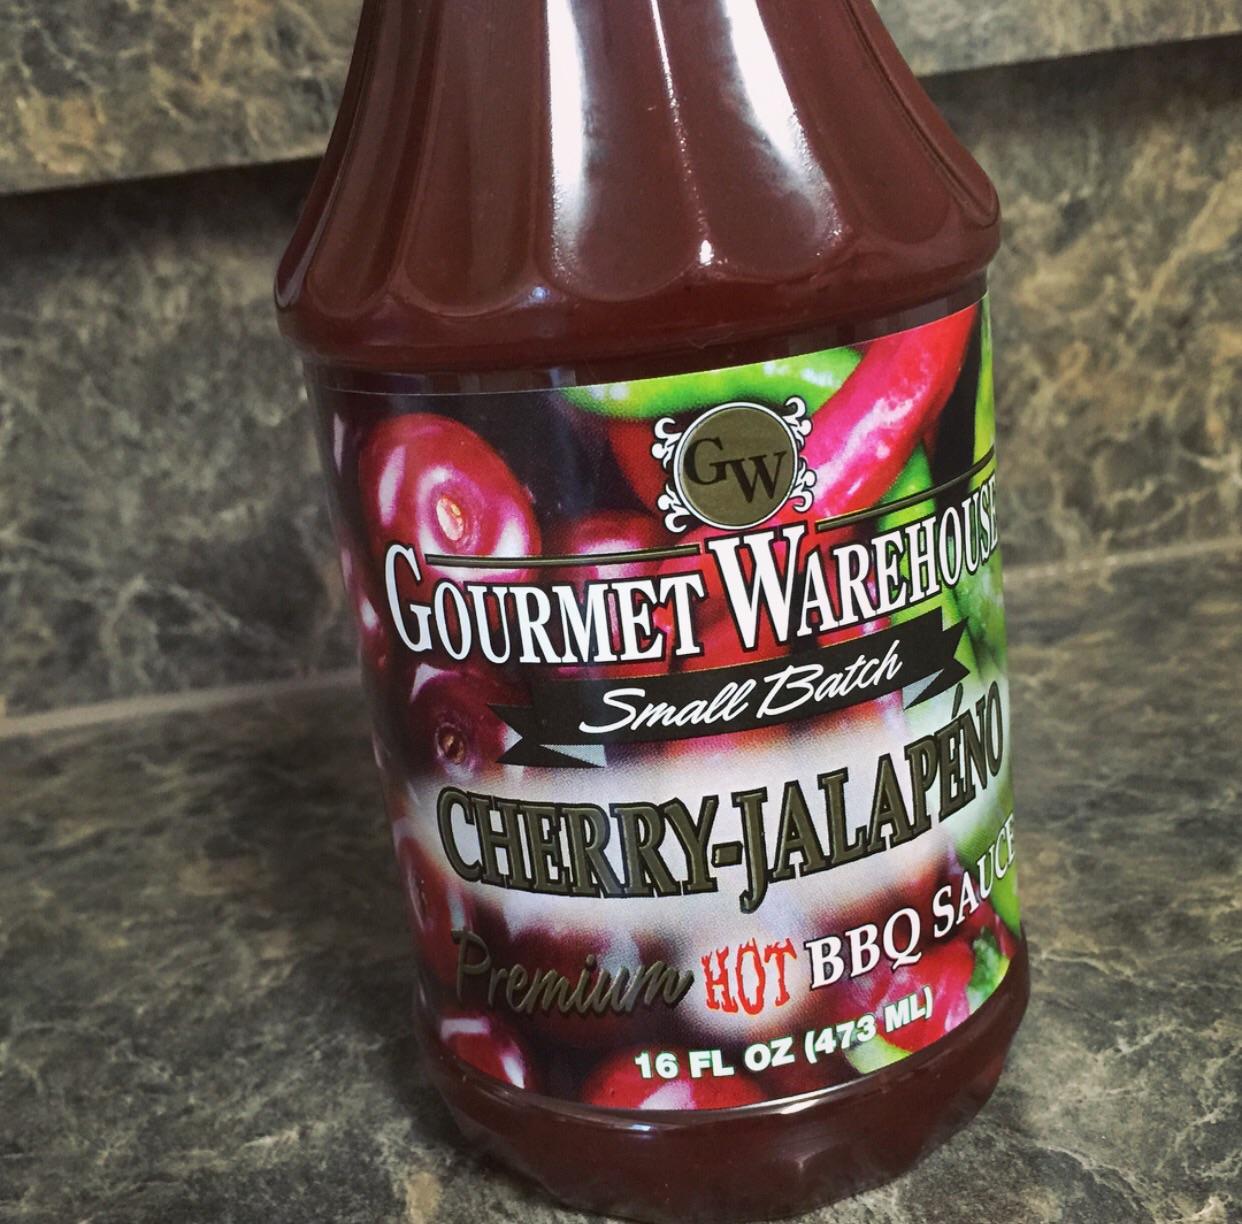 GW
GOURMET WAREHOUSE
Small Batch
CHERRY-JALAPÉNO
Premium HOT BBQ SAUCE
16 FL OZ (473 ML)